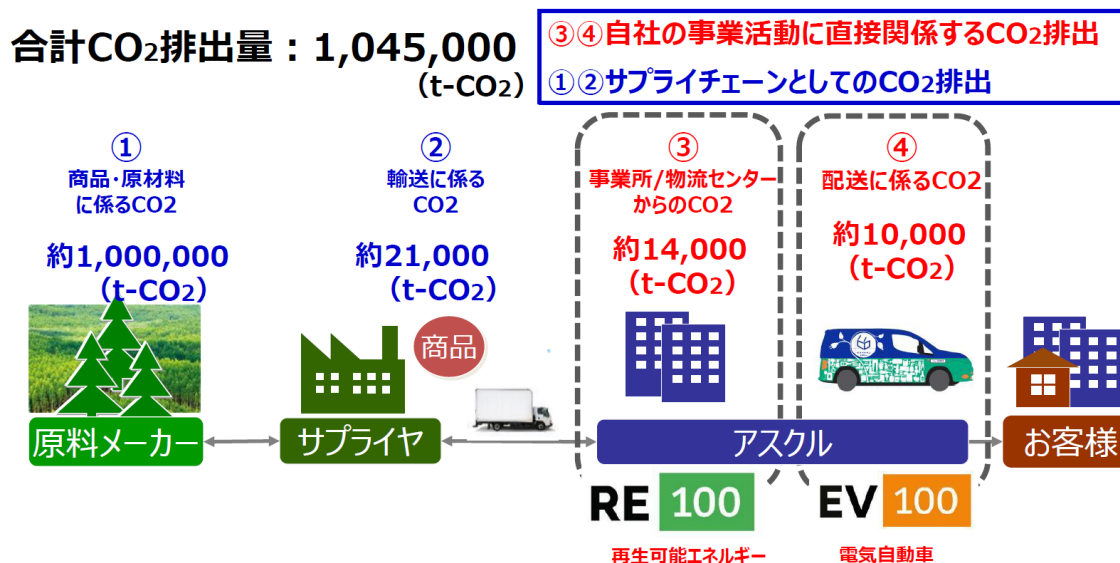 合計CO2排出量：1,045,000
(t-CO2)
③④自社の事業活動に直接関係するCO2排出
①②サプライチェーンとしてのCO2排出
①
商品・原材料
に係るCO2
約1,000,000
(t-CO2)
②
輸送に係る
CO2
約21,000
(t-CO2)
③
事業所/物流センター
からのCO2
約14,000
(t-CO2)
④
配送に係るCO2
約10,000
(t-CO2)
商品
原料メーカー
サプライヤ
アスクル
お客様
RE 100
EV 100
再生可能エネルギー
電気自動車